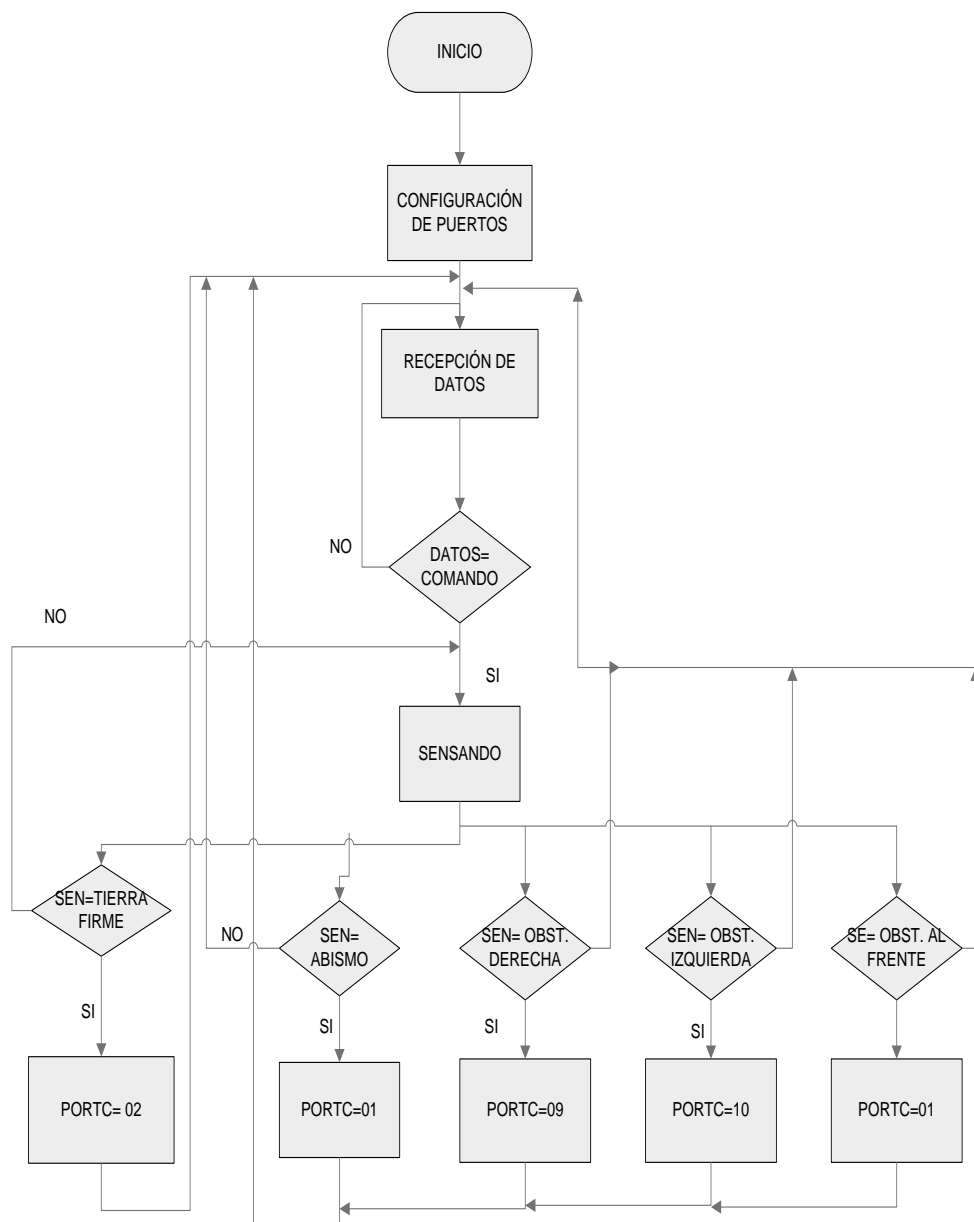 INICIO
CONFIGURACIÓN
DE PUERTOS
RECEPCIÓN DE
DATOS
NO
DATOS=
COMANDO
NO
SI
SENSANDO
SEN=TIERRA
FIRME
NO
SEN=
ABISMO
SEN= OBST.
DERECHA
SEN= OBST.
IZQUIERDA
SE= OBST. AL
FRENTE
SI
SI
SI
SI
PORTC= 02
PORTC=01
PORTC=09
PORTC=10
PORTC=01